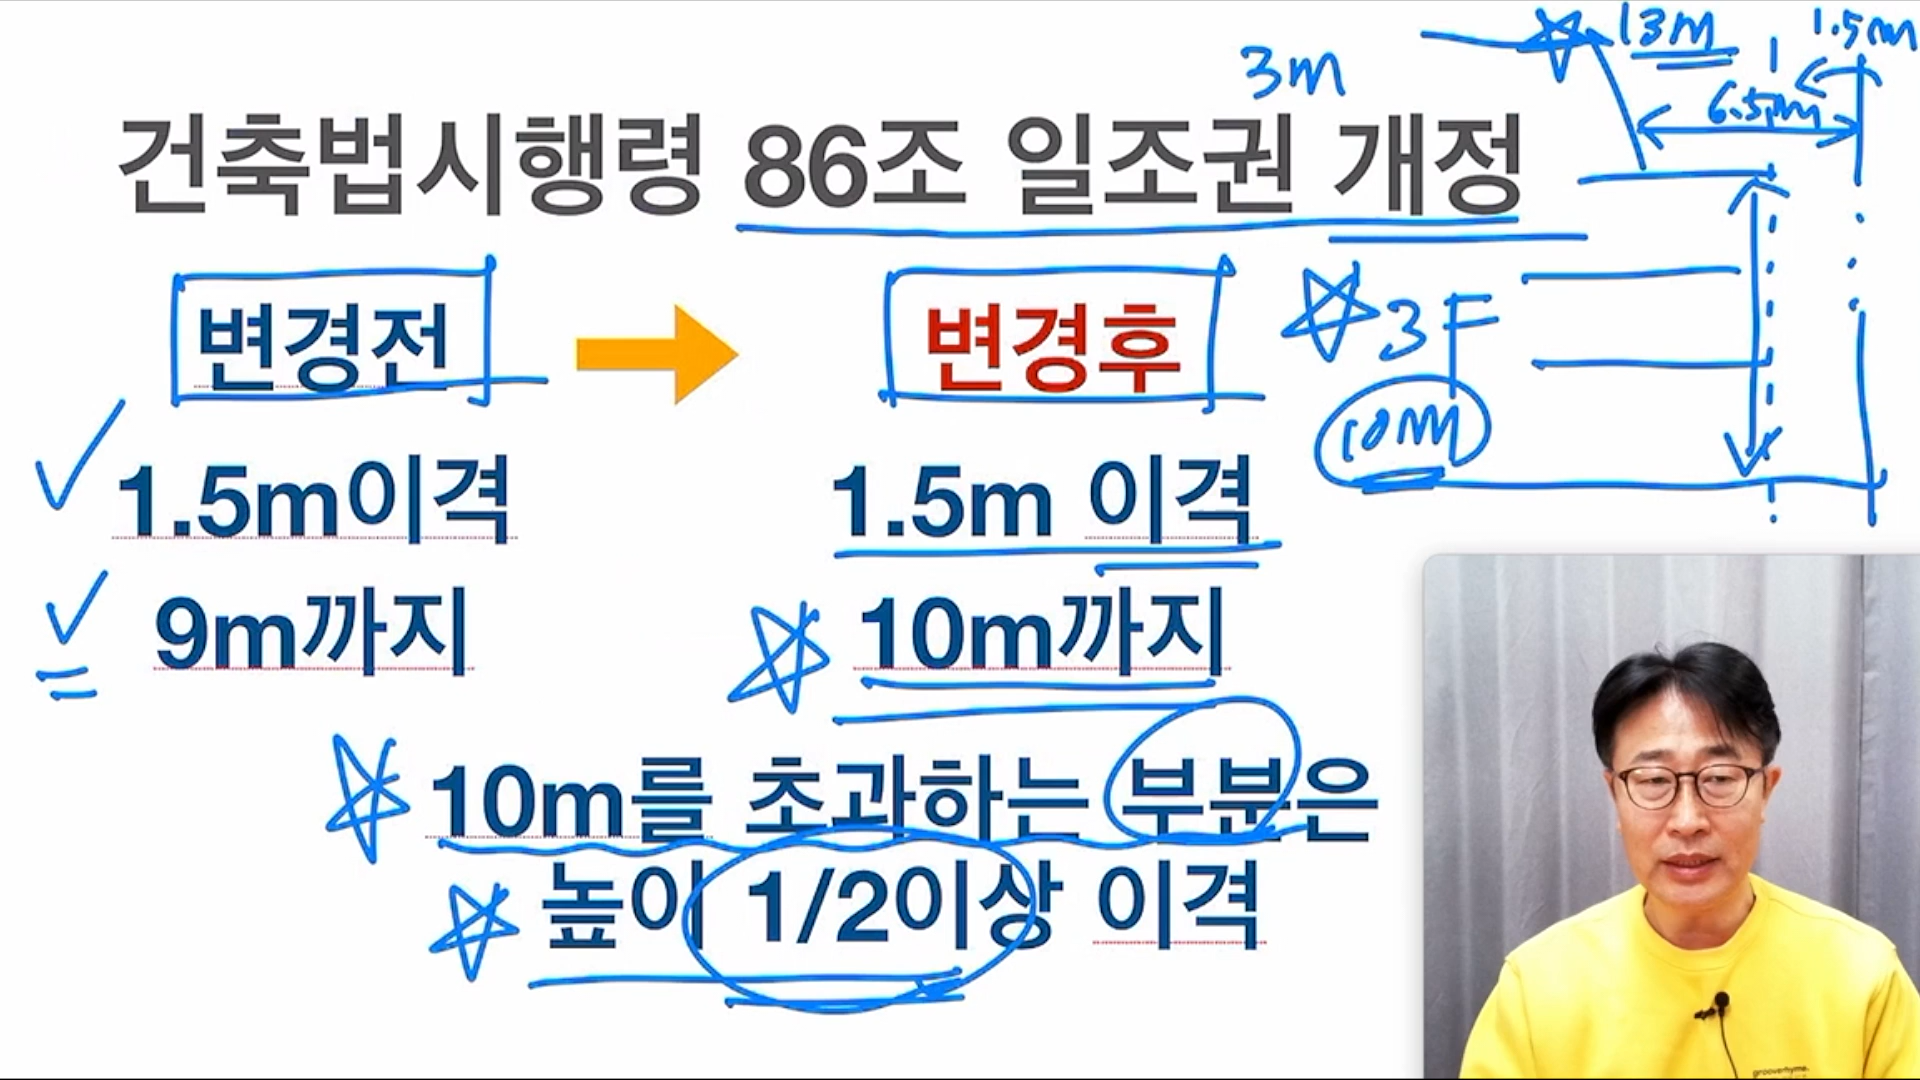 3m
13m
1.5m
6.5m
건축법시행령 86조 일조권 개정
변경전
변경후
3F
10m
1.5m이격
1.5m 이격
9m까지
10m까지
10m를 초과하는 부분은
높이 1/2이상 이격
grooverhyme.